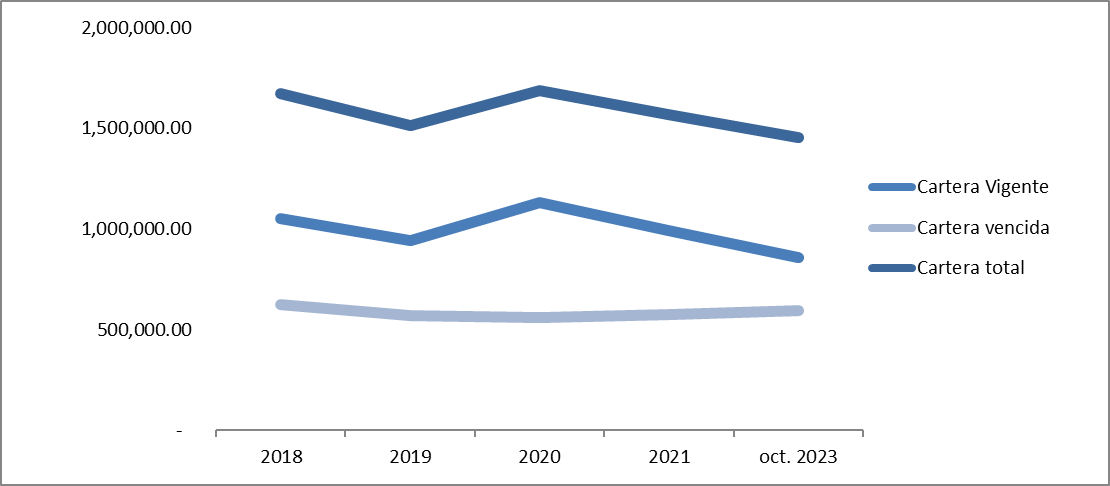 2,000,000.00
1,500,000.00
1,000,000.00
500,000.00
-
2018 2019 2020 2021 oct. 2023
Cartera Vigente
Cartera vencida
Cartera total